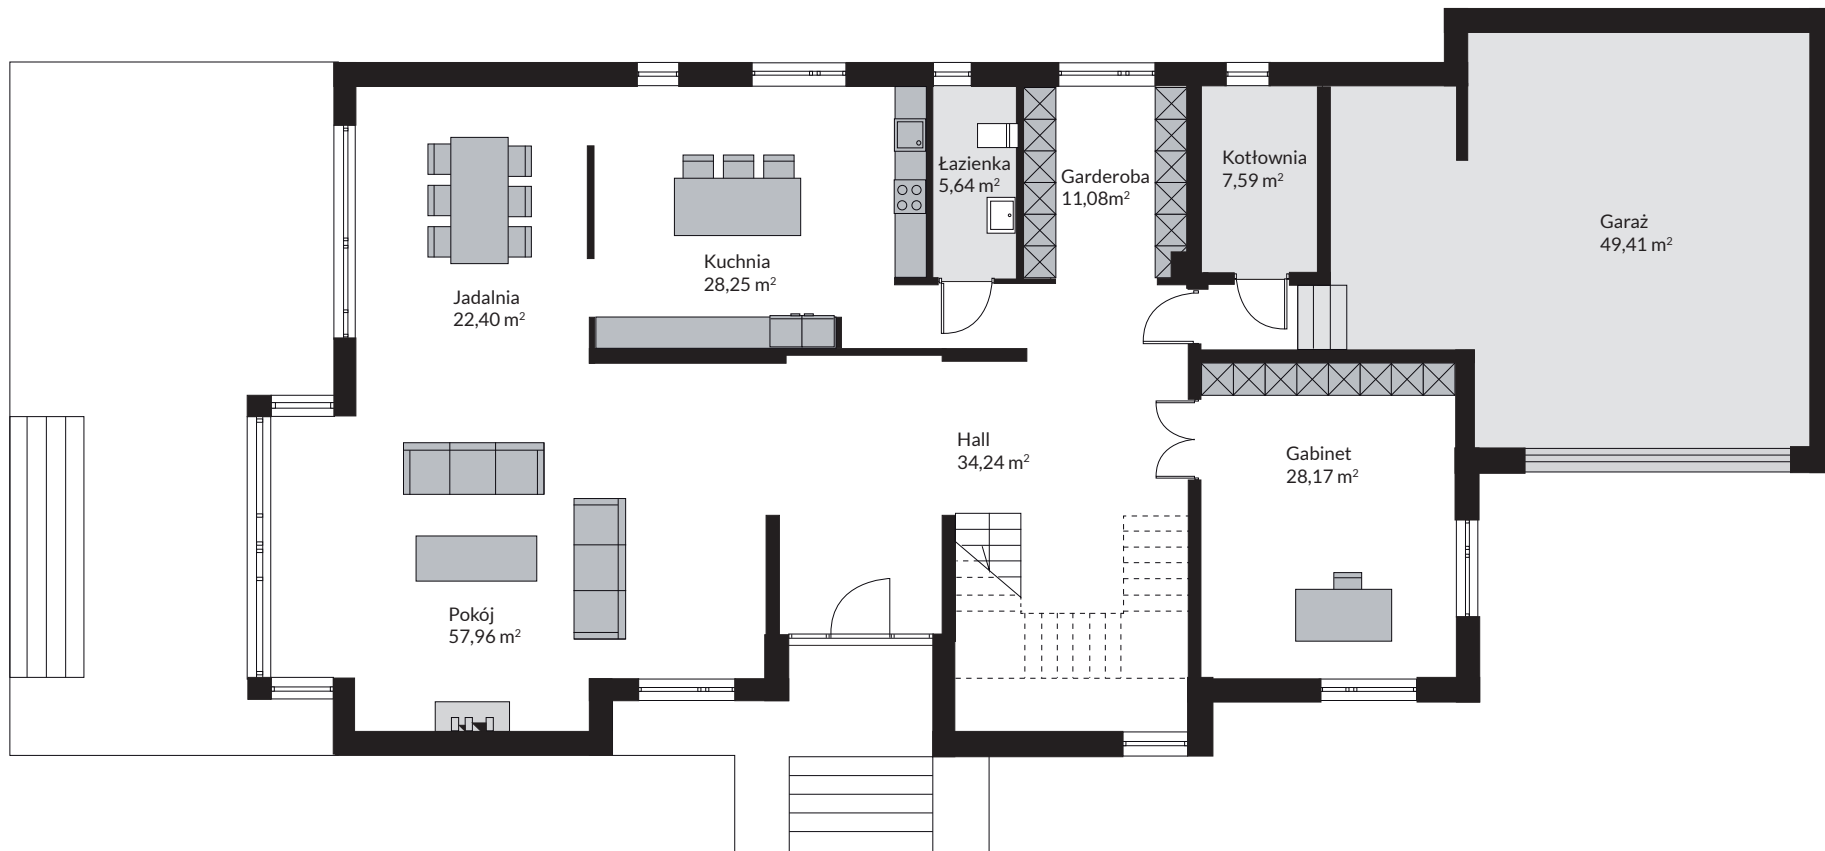 Jadalnia
22,40 m²
Kuchnia
28,25 m²
Łazienka
5,64 m²
Garderoba
11,08m²
Kotłownia
7,59 m²
Garaż
49,41 m²
Hall
34,24 m²
Gabinet
28,17 m²
Pokój
57,96 m²